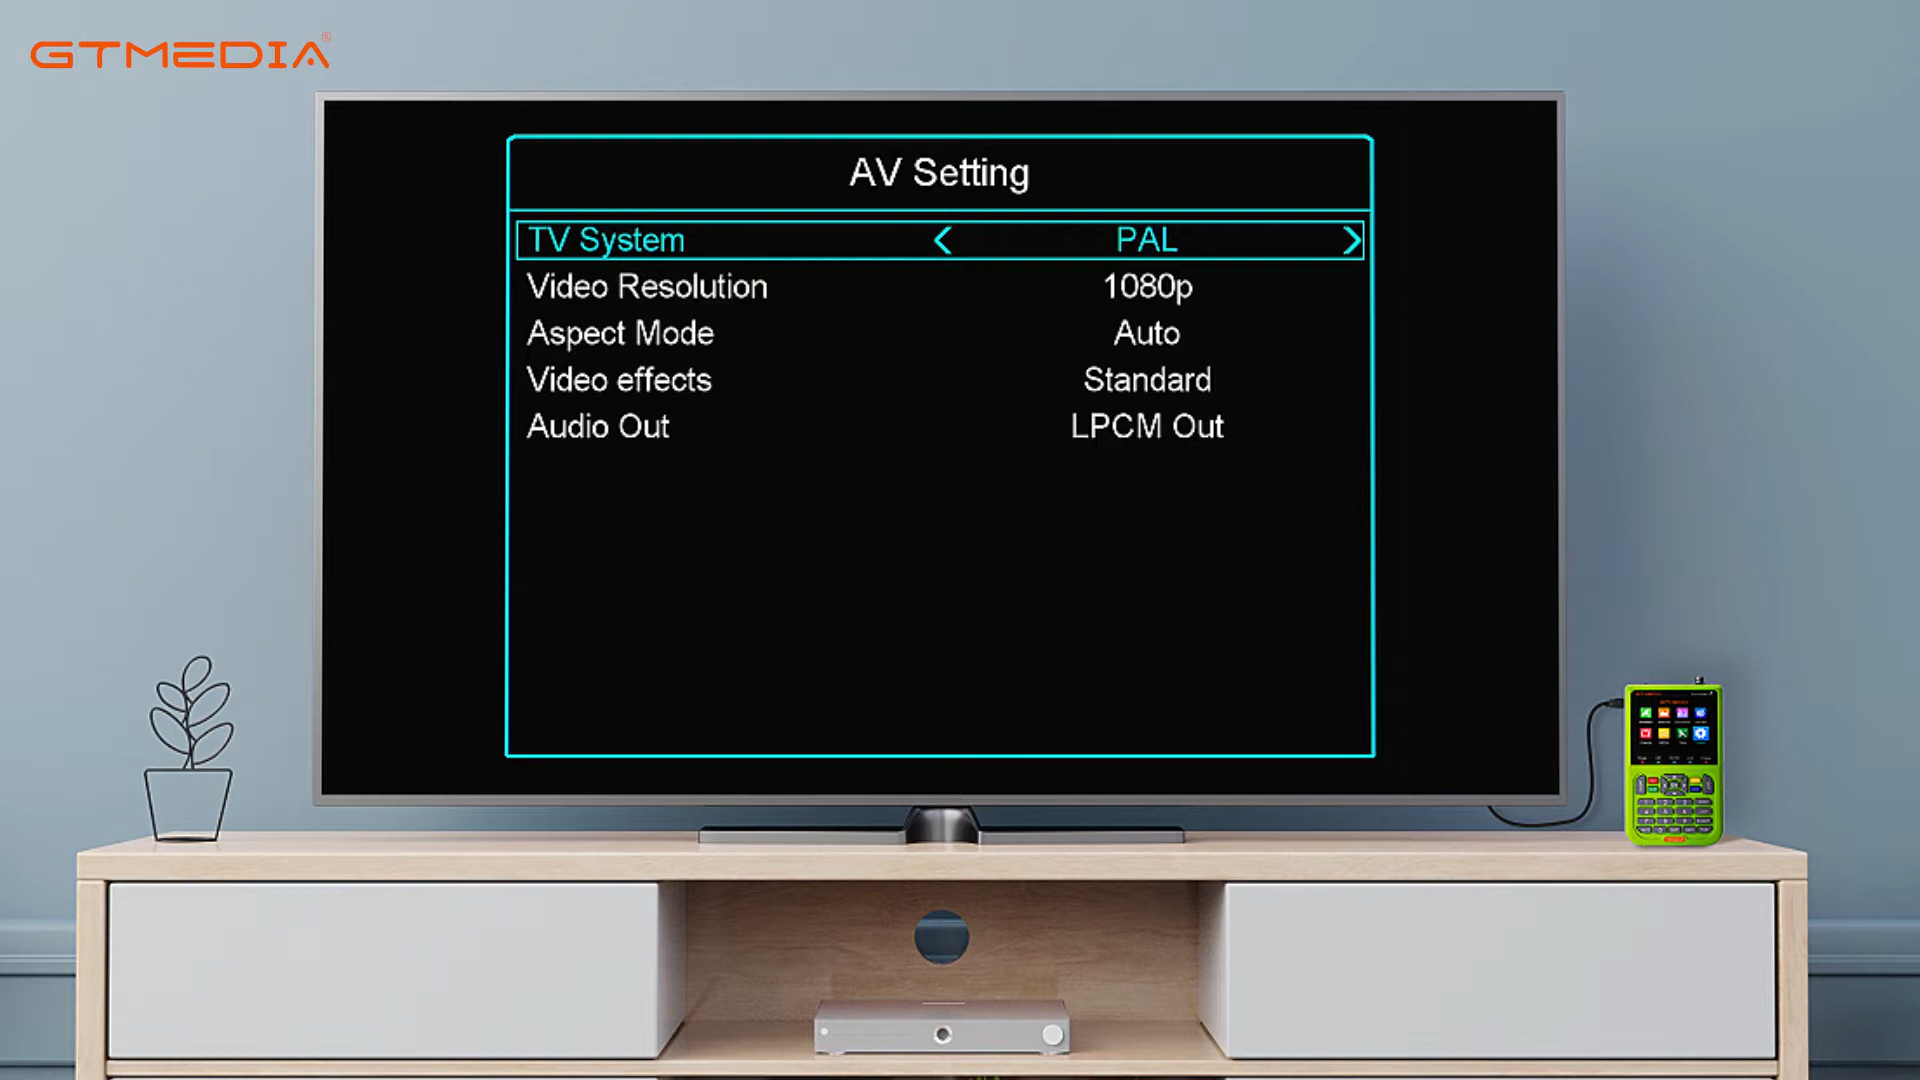 GTMEDIA®
AV Setting
TV System < PAL >
Video Resolution 1080p
Aspect Mode Auto
Video effects Standard
Audio Out LPCM Out